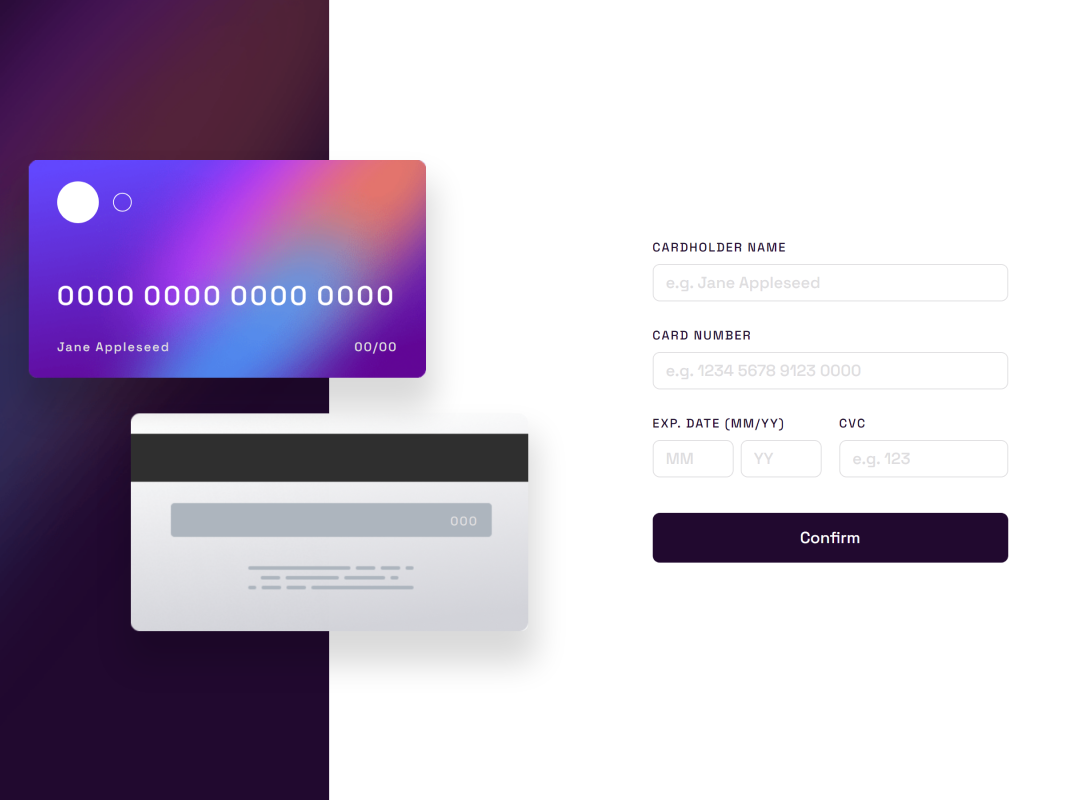 0000 0000 0000 0000
Jane Appleseed 00/00
000
CARDHOLDER NAME
e.g. Jane Appleseed
CARD NUMBER
e.g. 1234 5678 9123 0000
EXP. DATE (MM/YY) CVC
MM YY e.g. 123
Confirm